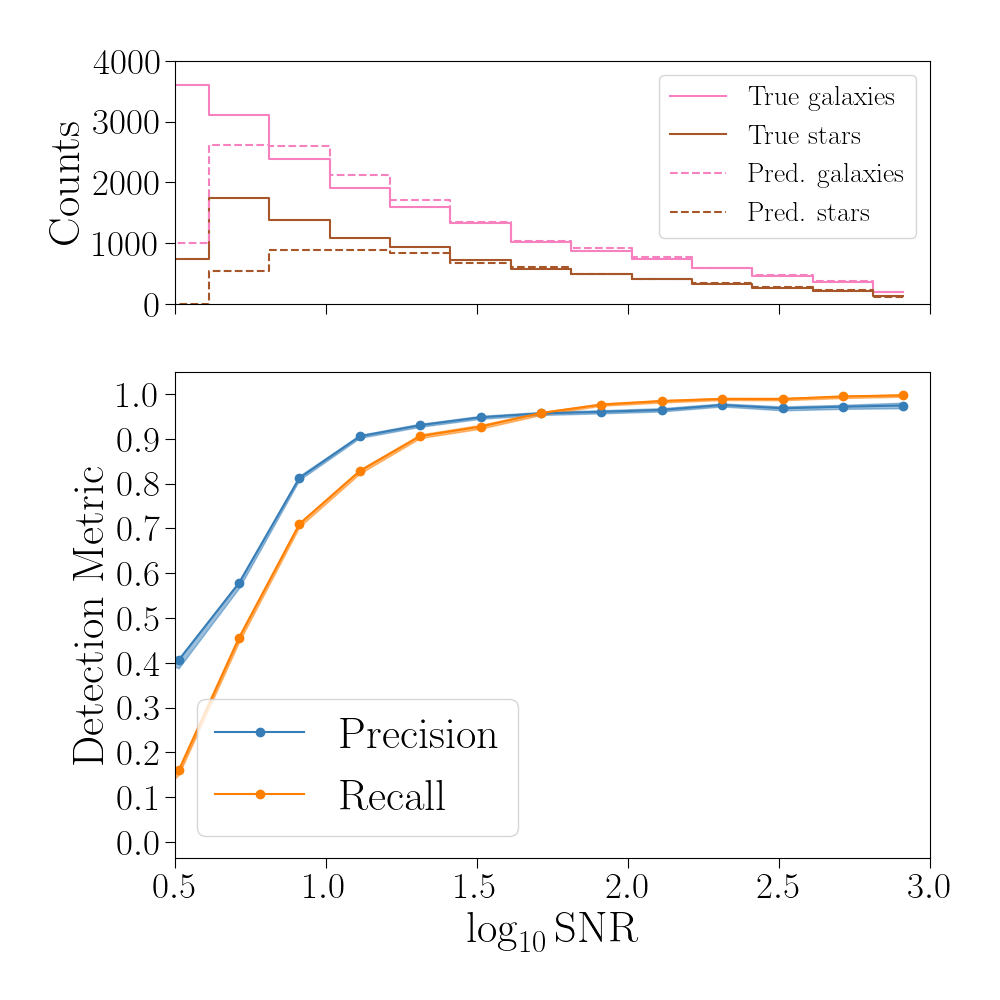 4000
3000
2000
1000
0
Counts
True galaxies
True stars
Pred. galaxies
Pred. stars
1.0
0.9
0.8
0.7
0.6
0.5
0.4
0.3
0.2
0.1
0.0
Detection Metric
Precision
Recall
0.5 1.0 1.5 2.0 2.5 3.0
log₁₀ SNR